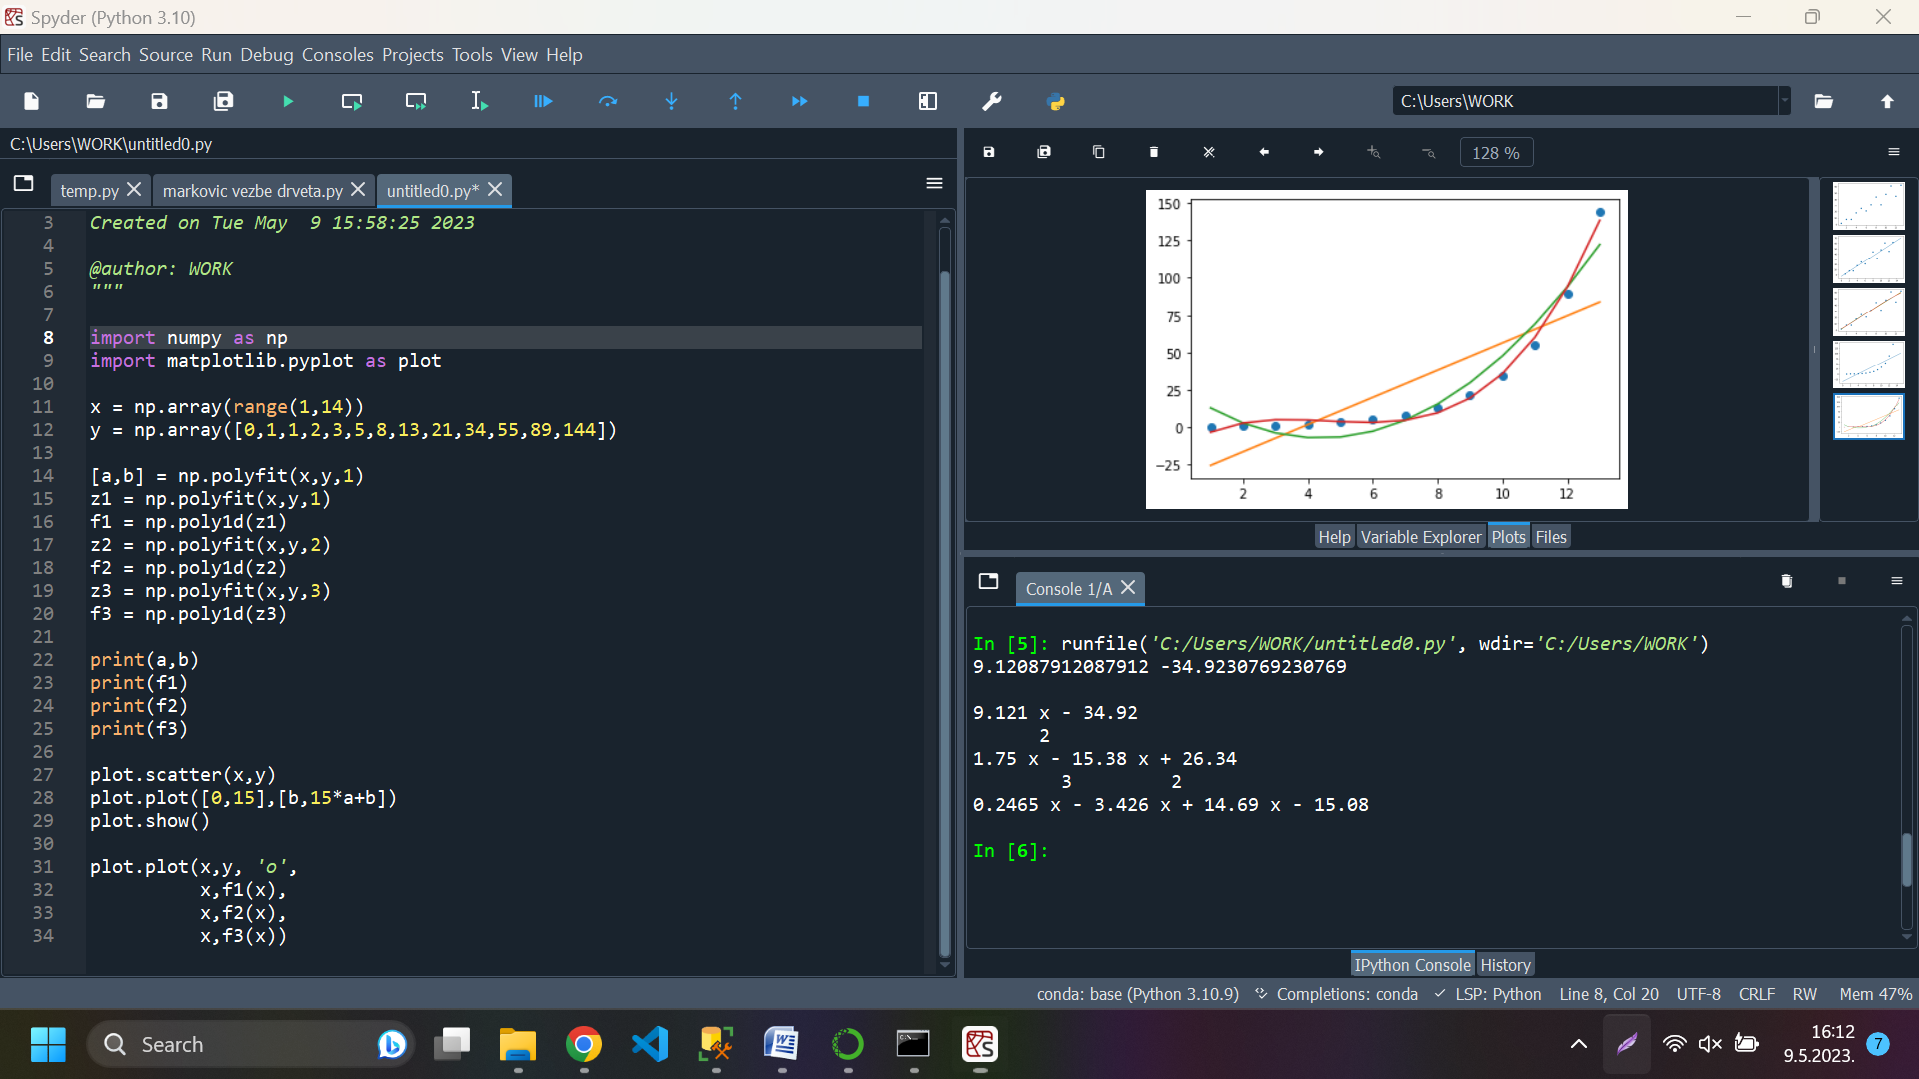 Spyder (Python 3.10)
File Edit Search Source Run Debug Consoles Projects Tools View Help
C:\Users\WORK
C:\Users\WORK\untitled0.py
temp.py
markovic vezbe drveta.py
untitled0.py*
3 Created on Tue May  9 15:58:25 2023
4
5 @author: WORK
6 """
7
8 import numpy as np
9 import matplotlib.pyplot as plot
10
11 x = np.array(range(1,14))
12 y = np.array([0,1,1,2,3,5,8,13,21,34,55,89,144])
13
14 [a,b] = np.polyfit(x,y,1)
15 z1 = np.polyfit(x,y,1)
16 f1 = np.poly1d(z1)
17 z2 = np.polyfit(x,y,2)
18 f2 = np.poly1d(z2)
19 z3 = np.polyfit(x,y,3)
20 f3 = np.poly1d(z3)
21
22 print(a,b)
23 print(f1)
24 print(f2)
25 print(f3)
26
27 plot.scatter(x,y)
28 plot.plot([0,15],[b,15*a+b])
29 plot.show()
30
31 plot.plot(x,y, 'o',
32           x,f1(x),
33           x,f2(x),
34           x,f3(x))
128 %
150
125
100
75
50
25
0
−25
2 4 6 8 10 12
Help Variable Explorer Plots Files
Console 1/A
In [5]: runfile('C:/Users/WORK/untitled0.py', wdir='C:/Users/WORK')
9.12087912087912 -34.9230769230769
9.121 x - 34.92
      2
1.75 x - 15.38 x + 26.34
        3         2
0.2465 x - 3.426 x + 14.69 x - 15.08
In [6]:
IPython Console History
conda: base (Python 3.10.9) Completions: conda LSP: Python Line 8, Col 20 UTF-8 CRLF RW Mem 47%
Search
16:12
9.5.2023.
7